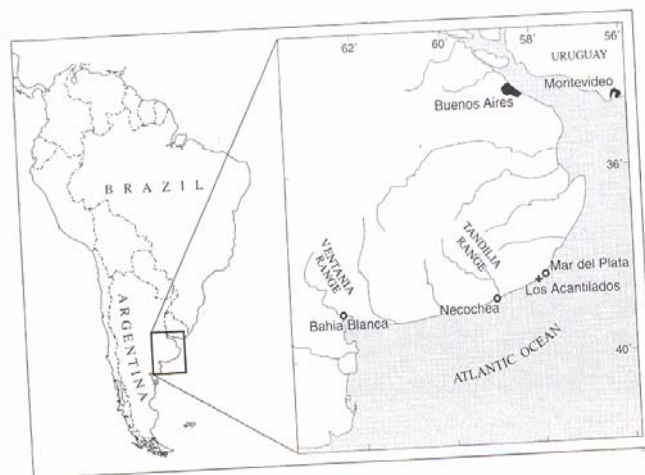 62 60 58 56
URUGUAY
Montevideo
Buenos Aires
36'
BRAZIL
VENTANIA
RANGE
TANDILIA
RANGE
Mar del Plata
Los Acantilados
Necochea
Bahia Blanca
ARGENTINA
ATLANTIC OCEAN
40'